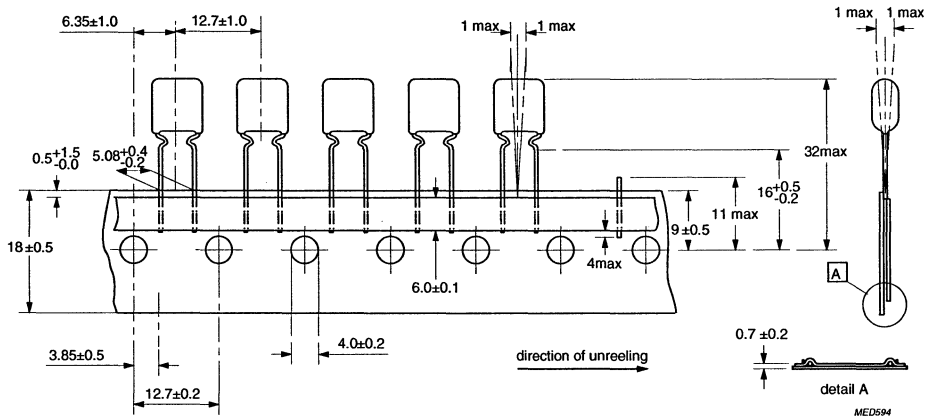 6.35±1.0
12.7±1.0
1 max
1 max
1 max
1 max
0.5+1.5 -0.0
5.08+0.4 -0.2
32max
16+0.5 -0.2
11 max
9±0.5
18±0.5
4max
6.0±0.1
A
3.85±0.5
4.0±0.2
direction of unreeling
0.7 ±0.2
12.7±0.2
detail A
MED594